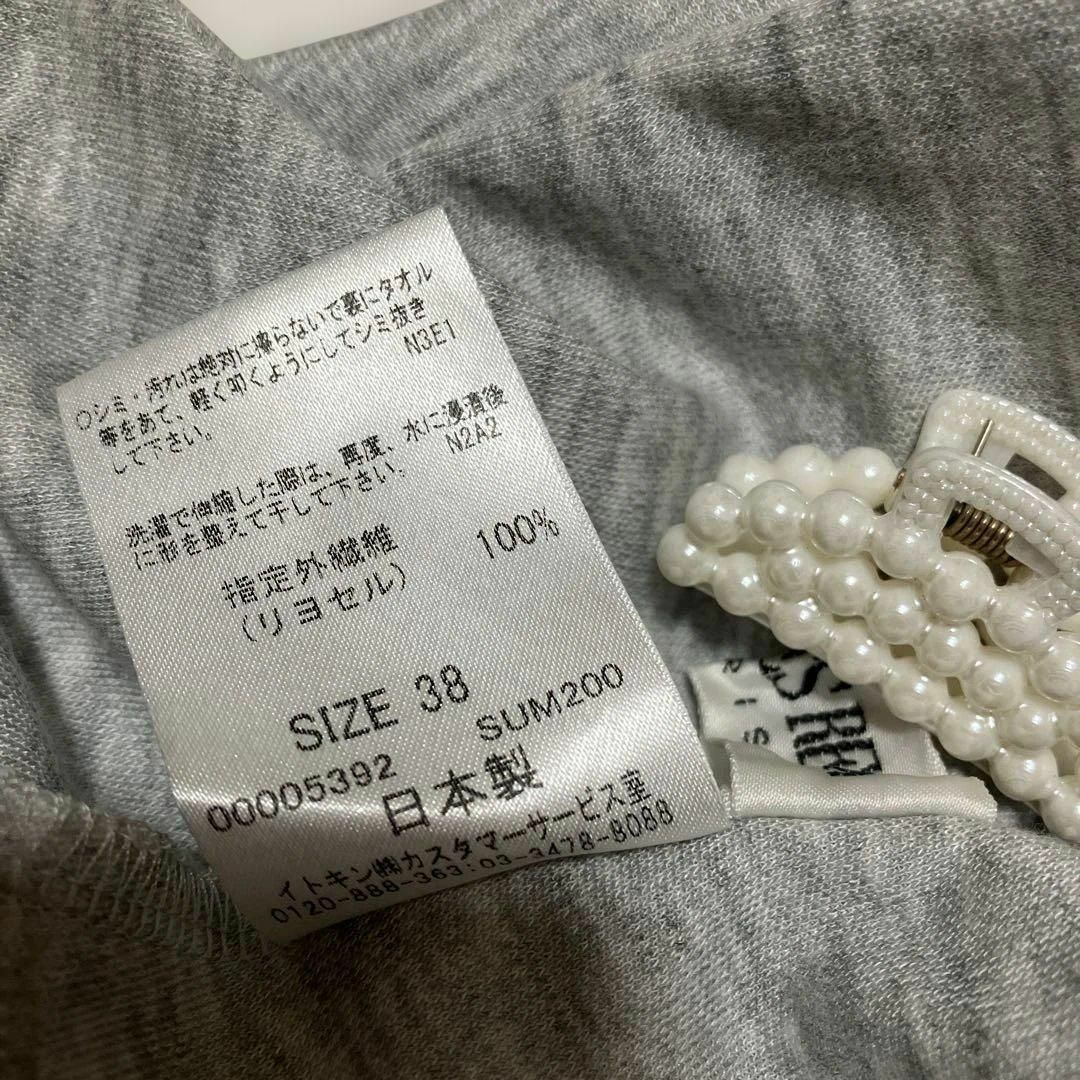 ○シミ・汚れは絶対に擦らないで裏にタオル
等をあて、軽く叩くようにしてシミ抜き
して下さい。 N3E1
洗濯で伸縮した際は、再度、水に浸漬後
に形を整えて干して下さい。 N2A2
指定外繊維 100%
(リヨセル)
SIZE 38
00005392 SUM200
日本製
イトキン㈱カスタマーサービス室
0120-888-363:03-3478-8088